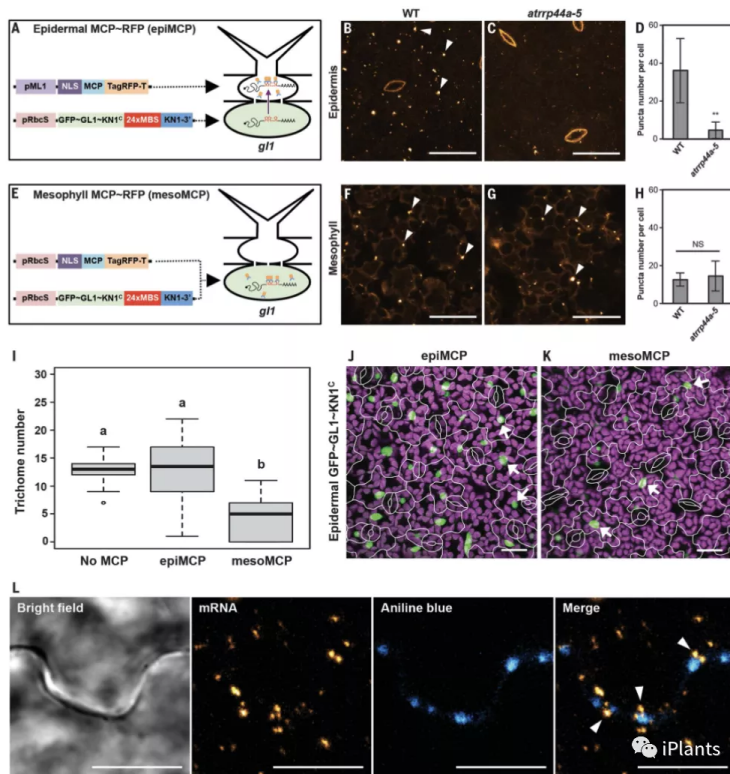 A Epidermal MCP~RFP (epiMCP)
pML1 NLS MCP TagRFP-T
pRbcS GFP~GL1~KN1ᶜ 24xMBS KN1-3'
AAAAA
gl1
WT
atrrp44a-5
B
C
Epidermis
D
Puncta number per cell
60
40
20
0
**
WT
atrrp44a-5
E Mesophyll MCP~RFP (mesoMCP)
pRbcS NLS MCP TagRFP-T
pRbcS GFP~GL1~KN1ᶜ 24xMBS KN1-3'
AAAAA
gl1
F
G
Mesophyll
H
Puncta number per cell
60
40
20
0
NS
WT
atrrp44a-5
I
Trichome number
30
25
20
15
10
5
0
a
a
b
No MCP epiMCP mesoMCP
epiMCP
mesoMCP
J
K
Epidermal GFP~GL1~KN1ᶜ
L
Bright field
mRNA
Aniline blue
Merge
iPlants